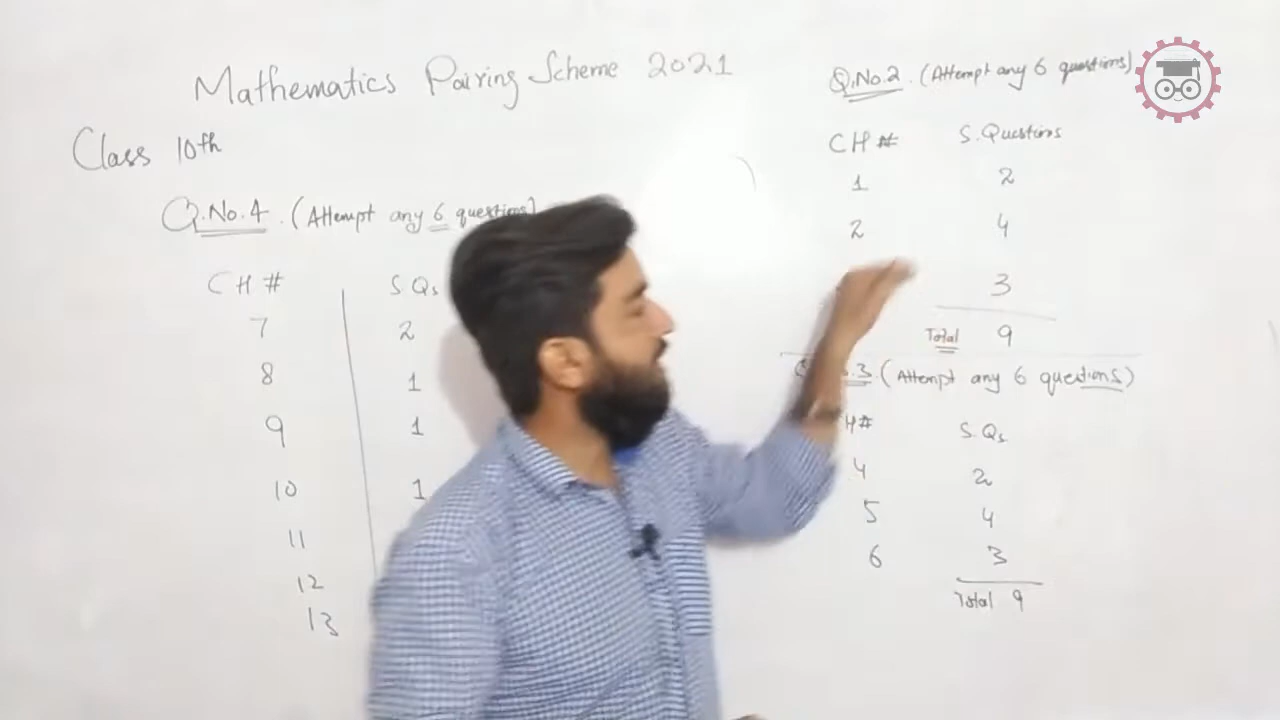 Mathematics Pairing Scheme 2021
Class 10th
Q.No.4. (Attempt any 6 questions)
CH # S Qs
7 2
8 1
9 1
10 1
11
12
13
Q.No.2. (Attempt any 6 questions)
CH # S.Questions
1 2
2 4
3
Total 9
.3 (Attempt any 6 questions)
H# S.Qs
4 2
5 4
6 3
Total 9